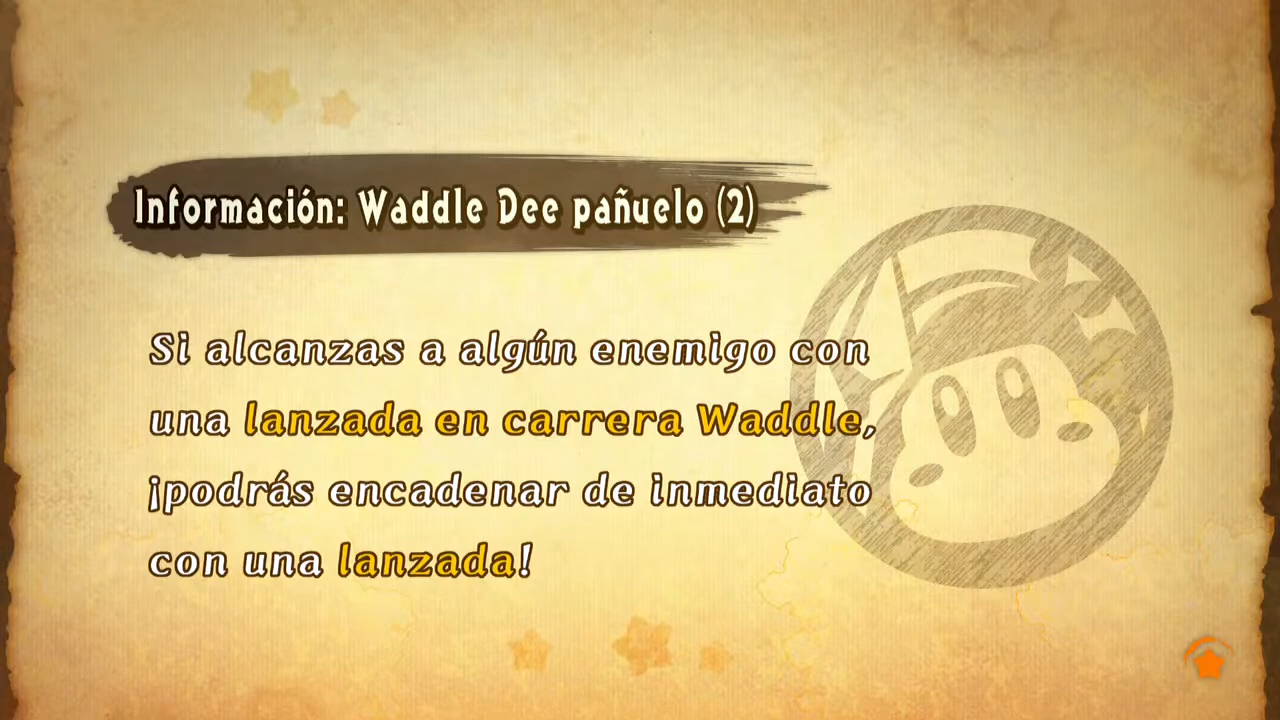 Información: Waddle Dee pañuelo (2)
Si alcanzas a algún enemigo con
una lanzada en carrera Waddle,
¡podrás encadenar de inmediato
con una lanzada!